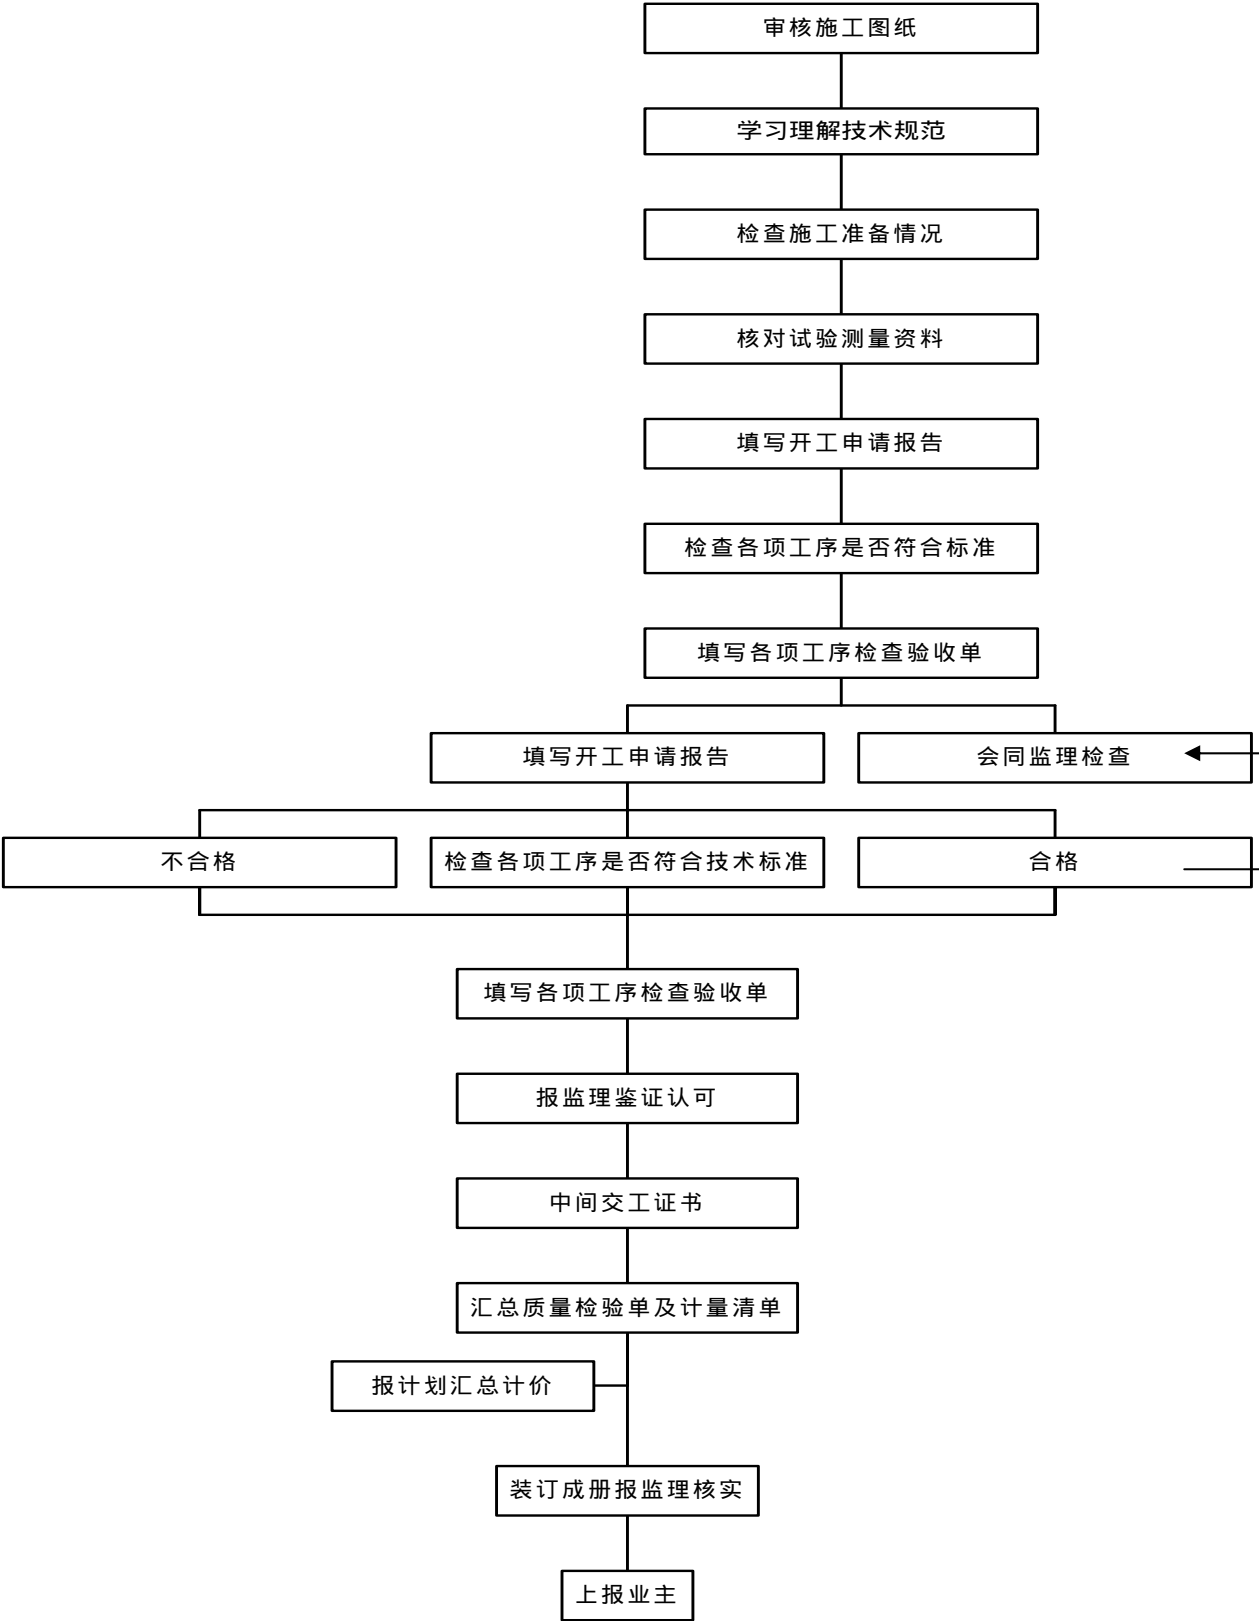 审核施工图纸
学习理解技术规范
检查施工准备情况
核对试验测量资料
填写开工申请报告
检查各项工序是否符合标准
填写各项工序检查验收单
填写开工申请报告
会同监理检查
不合格
检查各项工序是否符合技术标准
合格
填写各项工序检查验收单
报监理鉴证认可
中间交工证书
汇总质量检验单及计量清单
报计划汇总计价
装订成册报监理核实
上报业主